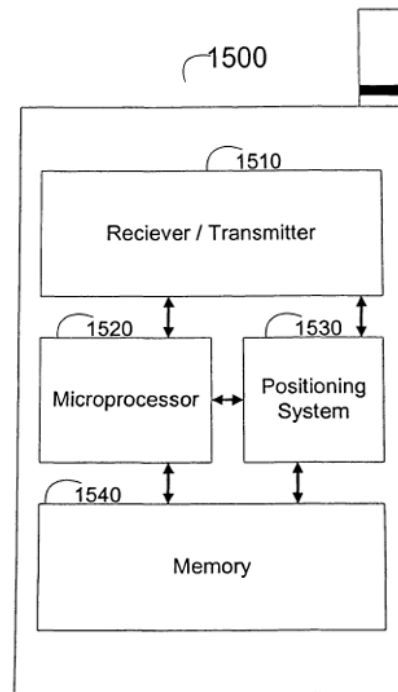 1500
1510
Reciever / Transmitter
1520
1530
Microprocessor
Positioning
System
1540
Memory